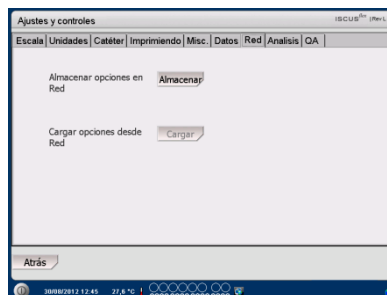 Ajustes y controles
ISCUS
Escala Unidades Catéter Imprimiendo Misc. Datos Red Analisis QA
Almacenar opciones en Red
Almacenar
Cargar opciones desde Red
Cargar
Atrás
30/08/2012 12:45 27,6 °C !